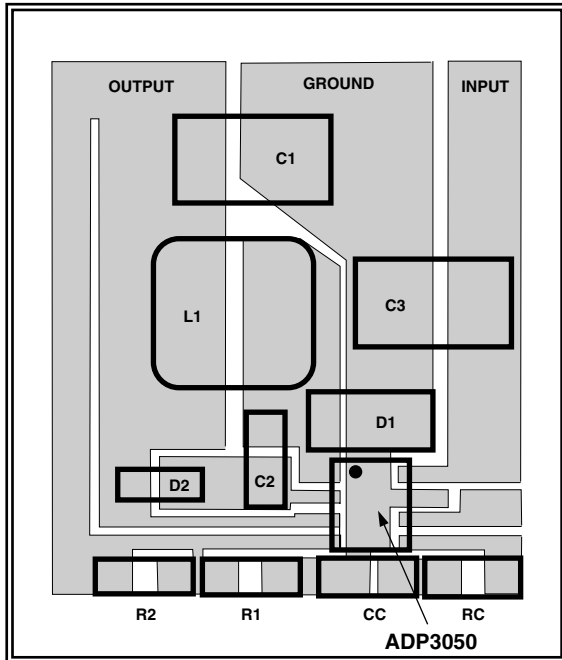 OUTPUT
GROUND
INPUT
C1
L1
C3
D1
D2
C2
R2
R1
CC
RC
ADP3050